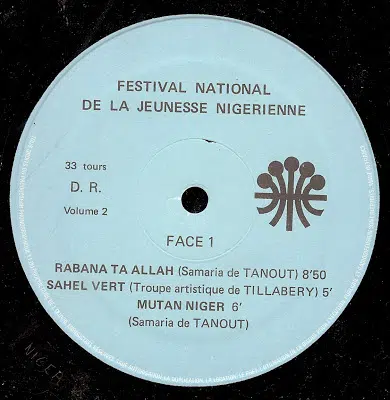 FESTIVAL NATIONAL
DE LA JEUNESSE NIGERIENNE
33 tours
D. R.
Volume 2
FACE 1
RABANA TA ALLAH (Samaria de TANOUT) 8'50
SAHEL VERT (Troupe artistique de TILLABERY) 5'
MUTAN NIGER 6'
(Samaria de TANOUT)
NIGER